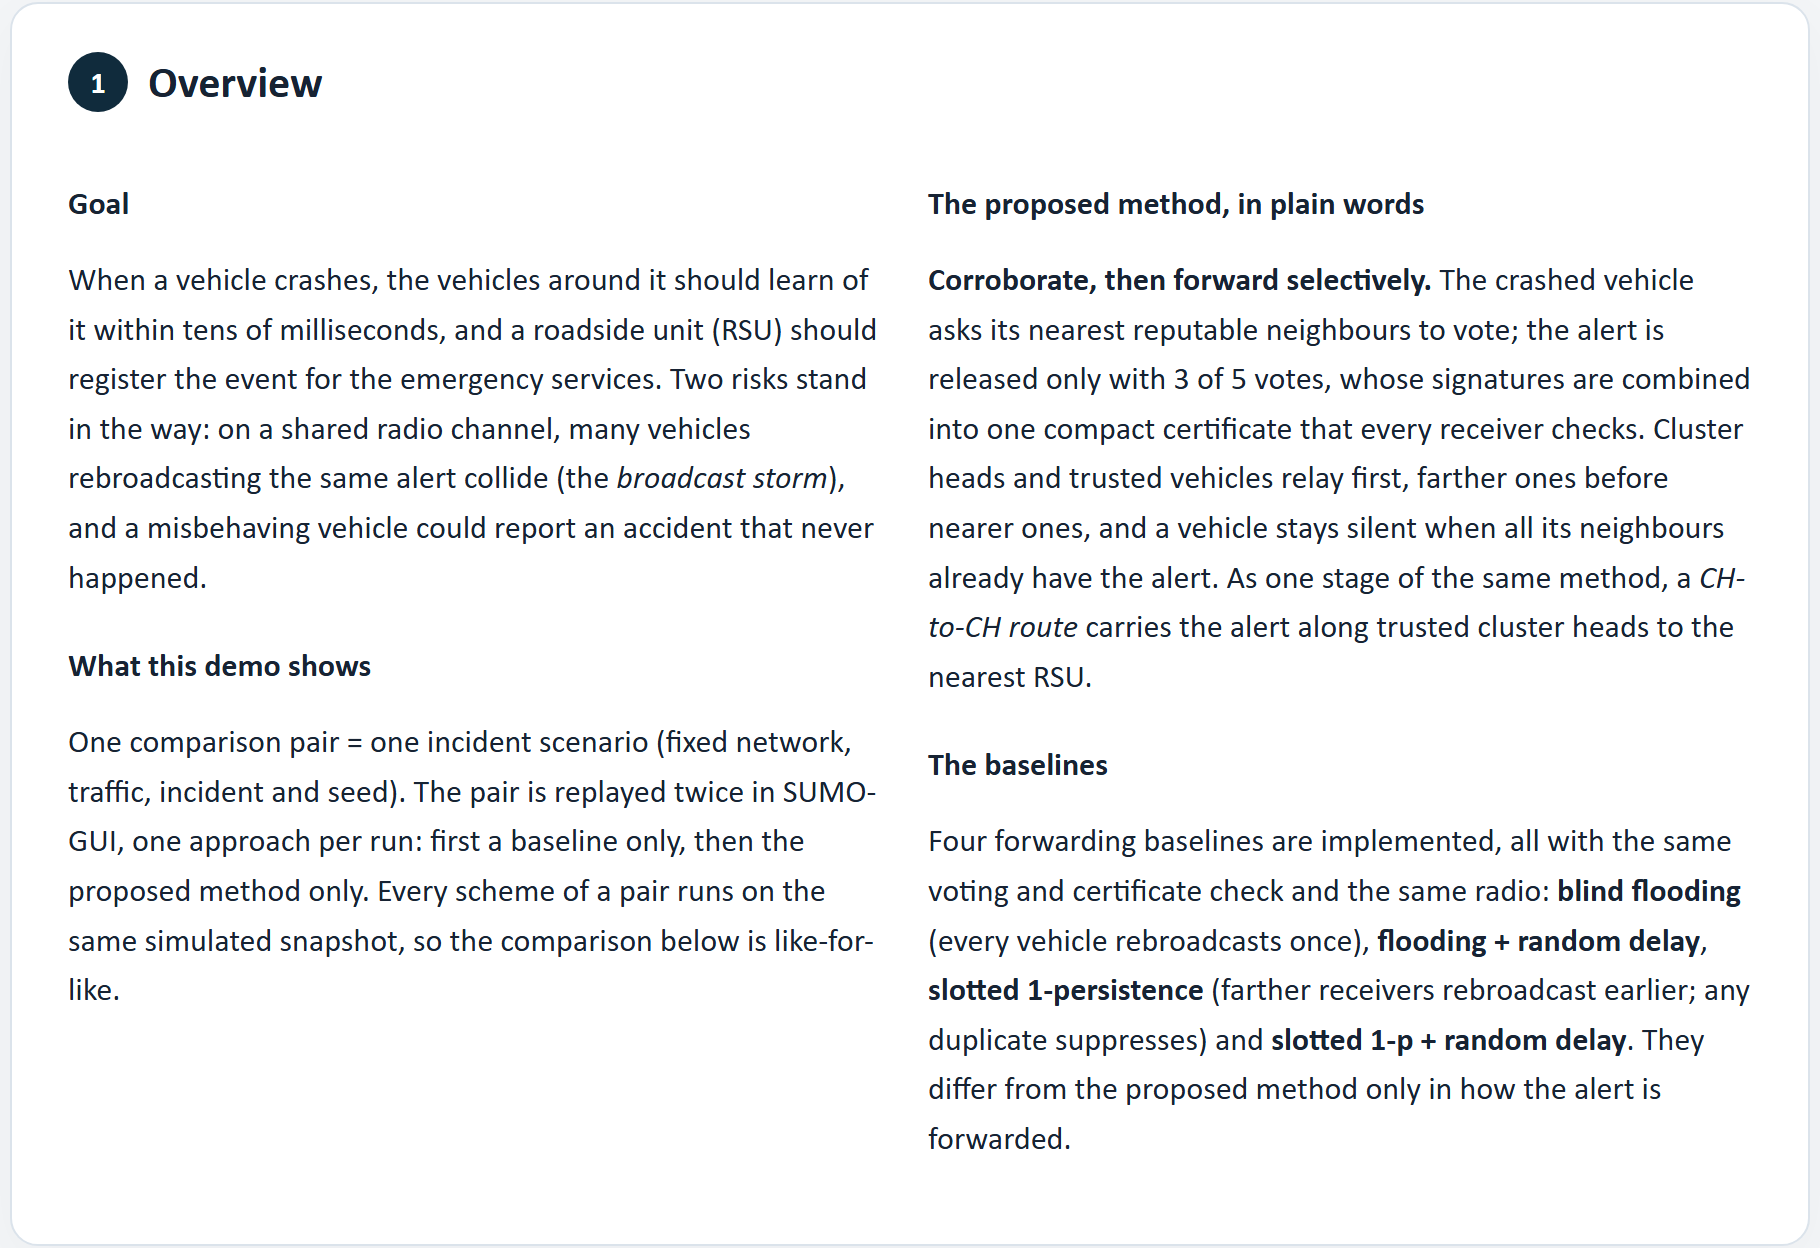 1 Overview
Goal
When a vehicle crashes, the vehicles around it should learn of
it within tens of milliseconds, and a roadside unit (RSU) should
register the event for the emergency services. Two risks stand
in the way: on a shared radio channel, many vehicles
rebroadcasting the same alert collide (the broadcast storm),
and a misbehaving vehicle could report an accident that never
happened.
What this demo shows
One comparison pair = one incident scenario (fixed network,
traffic, incident and seed). The pair is replayed twice in SUMO-
GUI, one approach per run: first a baseline only, then the
proposed method only. Every scheme of a pair runs on the
same simulated snapshot, so the comparison below is like-for-
like.
The proposed method, in plain words
Corroborate, then forward selectively. The crashed vehicle
asks its nearest reputable neighbours to vote; the alert is
released only with 3 of 5 votes, whose signatures are combined
into one compact certificate that every receiver checks. Cluster
heads and trusted vehicles relay first, farther ones before
nearer ones, and a vehicle stays silent when all its neighbours
already have the alert. As one stage of the same method, a CH-
to-CH route carries the alert along trusted cluster heads to the
nearest RSU.
The baselines
Four forwarding baselines are implemented, all with the same
voting and certificate check and the same radio: blind flooding
(every vehicle rebroadcasts once), flooding + random delay,
slotted 1-persistence (farther receivers rebroadcast earlier; any
duplicate suppresses) and slotted 1-p + random delay. They
differ from the proposed method only in how the alert is
forwarded.